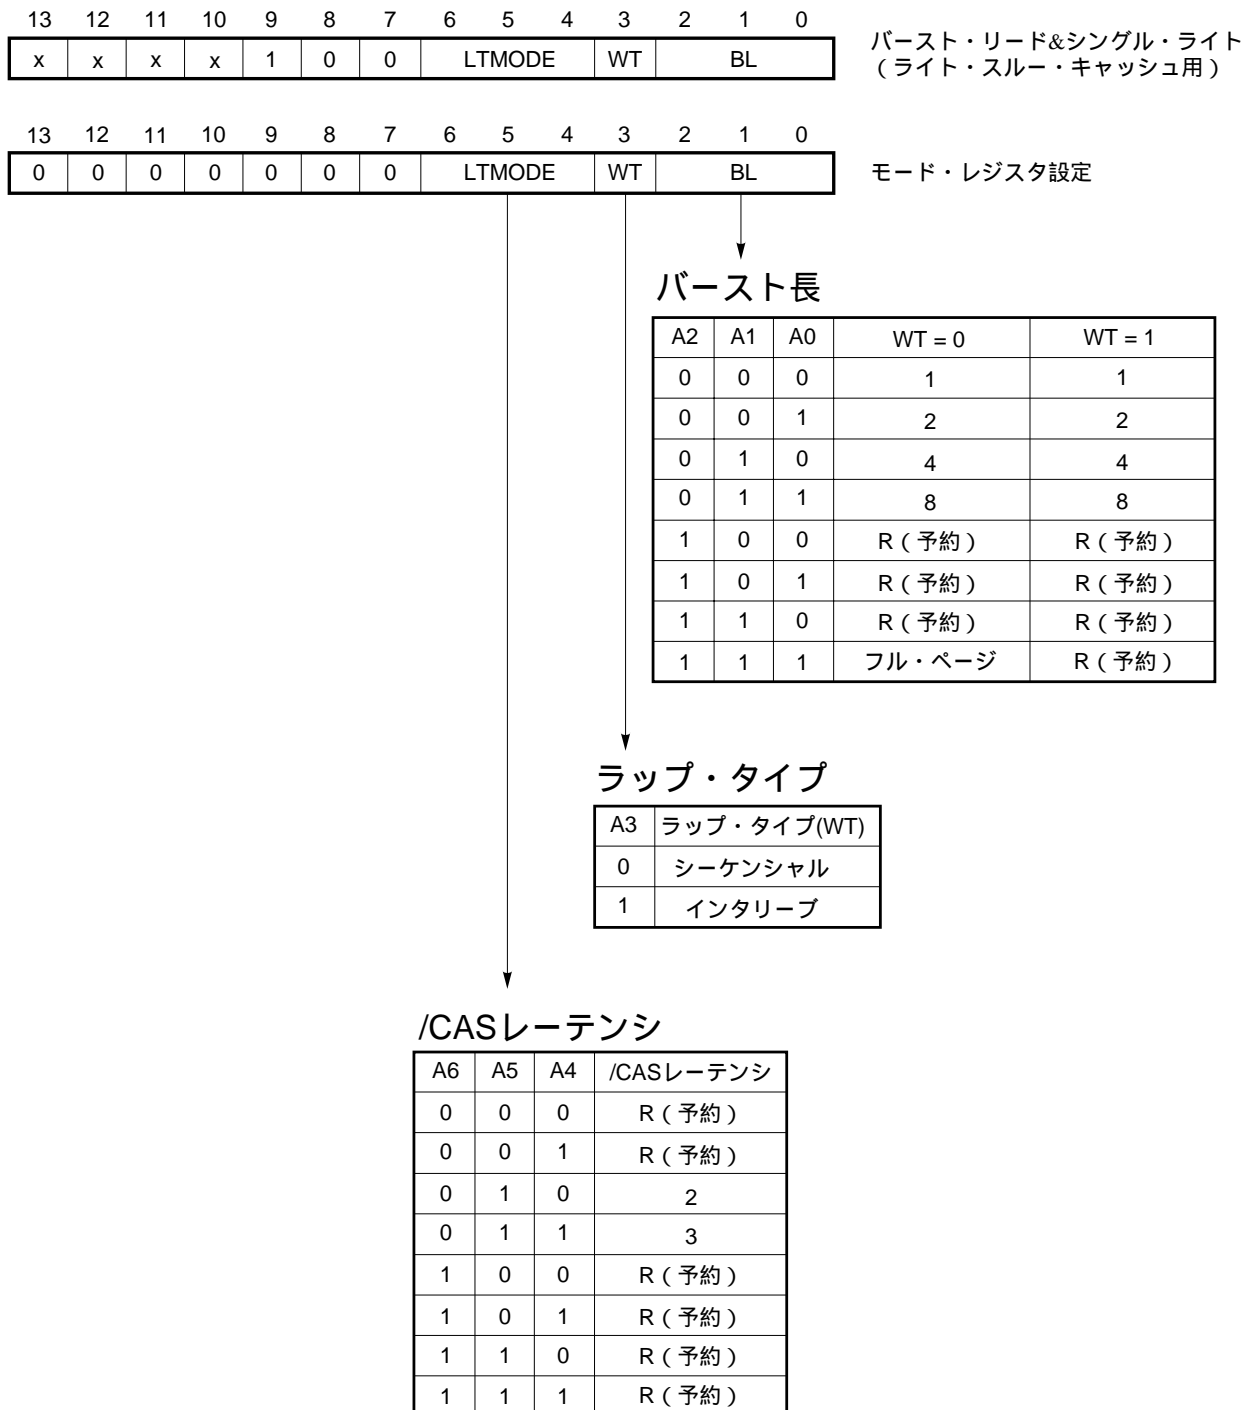 13 12 11 10 9 8 7 6 5 4 3 2 1 0
x x x x 1 0 0 LTMODE WT BL
バースト・リード&シングル・ライト
（ライト・スルー・キャッシュ用）
13 12 11 10 9 8 7 6 5 4 3 2 1 0
0 0 0 0 0 0 0 LTMODE WT BL
モード・レジスタ設定
バースト長
A2 A1 A0 WT = 0 WT = 1
0 0 0 1 1
0 0 1 2 2
0 1 0 4 4
0 1 1 8 8
1 0 0 R（予約） R（予約）
1 0 1 R（予約） R（予約）
1 1 0 R（予約） R（予約）
1 1 1 フル・ページ R（予約）
ラップ・タイプ
A3 ラップ・タイプ(WT)
0 シーケンシャル
1 インタリーブ
/CASレーテンシ
A6 A5 A4 /CASレーテンシ
0 0 0 R（予約）
0 0 1 R（予約）
0 1 0 2
0 1 1 3
1 0 0 R（予約）
1 0 1 R（予約）
1 1 0 R（予約）
1 1 1 R（予約）